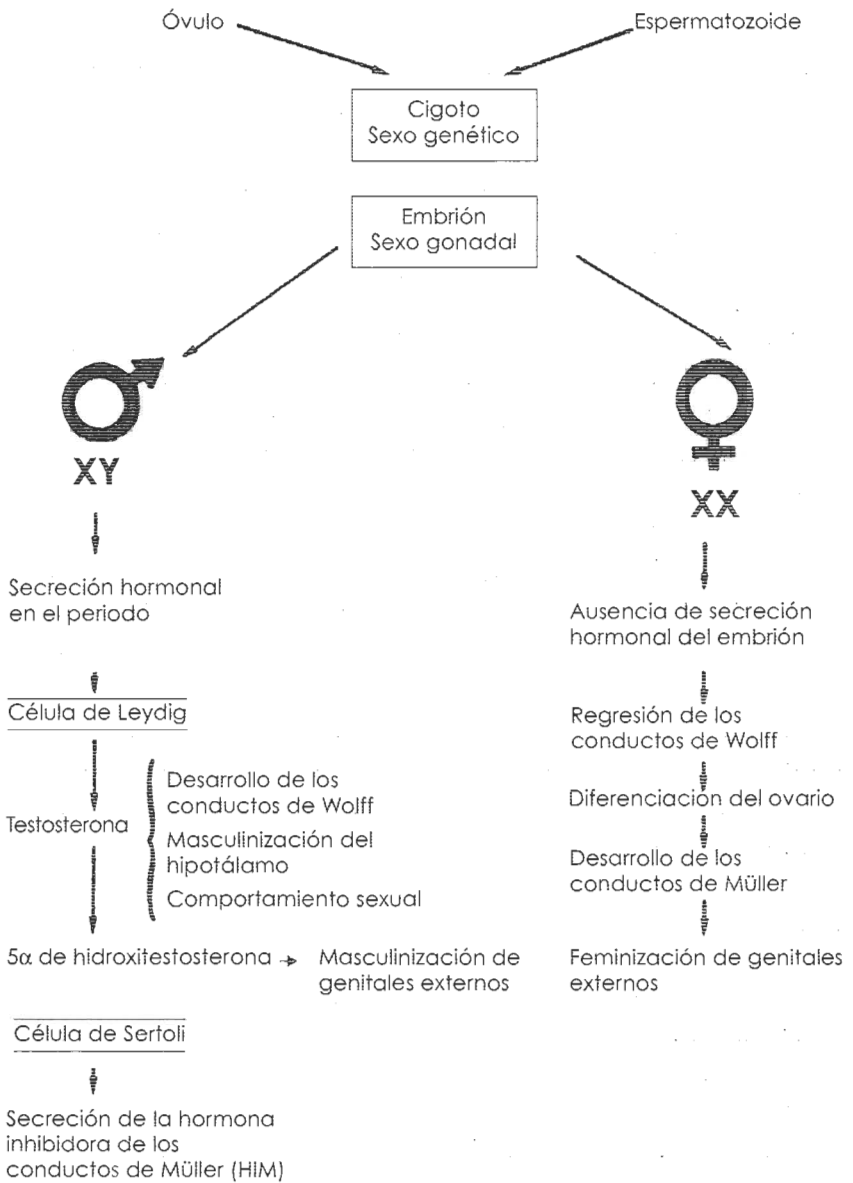 Óvulo
Espermatozoide
Cigoto
Sexo genético
Embrión
Sexo gonadal
XY
Secreción hormonal
en el periodo
Célula de Leydig
Testosterona
Desarrollo de los
conductos de Wolff
Masculinización del
hipotálamo
Comportamiento sexual
5α de hidroxitestosterona
Masculinización de
genitales externos
Célula de Sertoli
Secreción de la hormona
inhibidora de los
conductos de Müller (HIM)
XX
Ausencia de secreción
hormonal del embrión
Regresión de los
conductos de Wolff
Diferenciación del ovario
Desarrollo de los
conductos de Müller
Feminización de genitales
externos